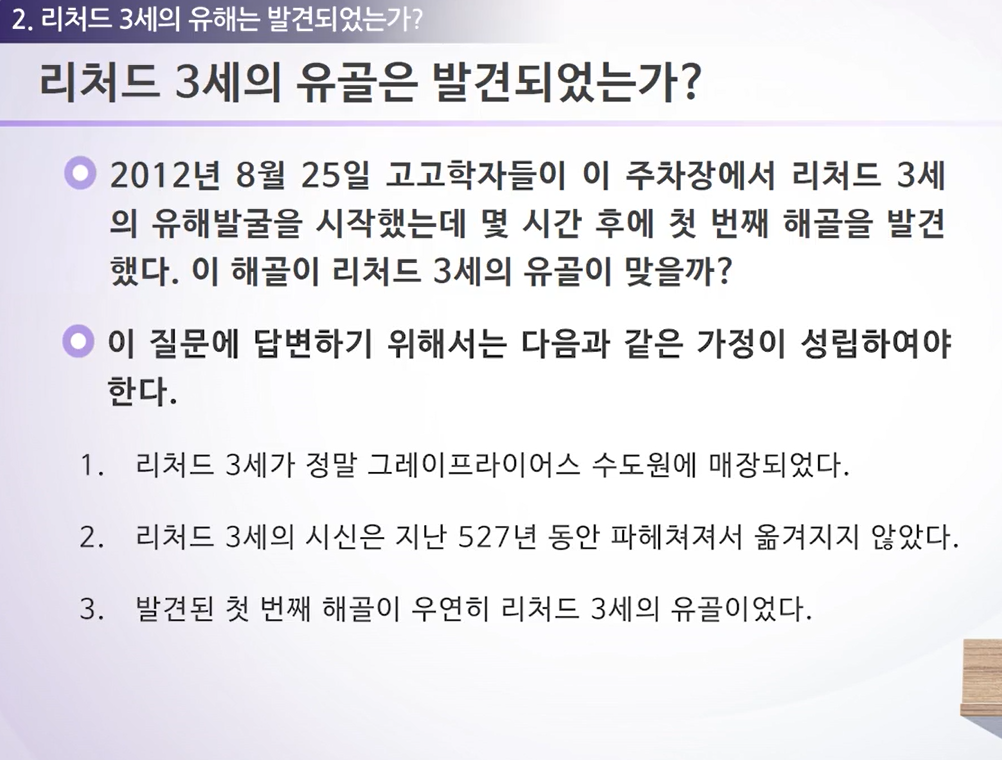 2. 리처드 3세의 유해는 발견되었는가?
리처드 3세의 유골은 발견되었는가?
2012년 8월 25일 고고학자들이 이 주차장에서 리처드 3세
의 유해발굴을 시작했는데 몇 시간 후에 첫 번째 해골을 발견
했다. 이 해골이 리처드 3세의 유골이 맞을까?
이 질문에 답변하기 위해서는 다음과 같은 가정이 성립하여야
한다.
1. 리처드 3세가 정말 그레이프라이어스 수도원에 매장되었다.
2. 리처드 3세의 시신은 지난 527년 동안 파헤쳐져서 옮겨지지 않았다.
3. 발견된 첫 번째 해골이 우연히 리처드 3세의 유골이었다.